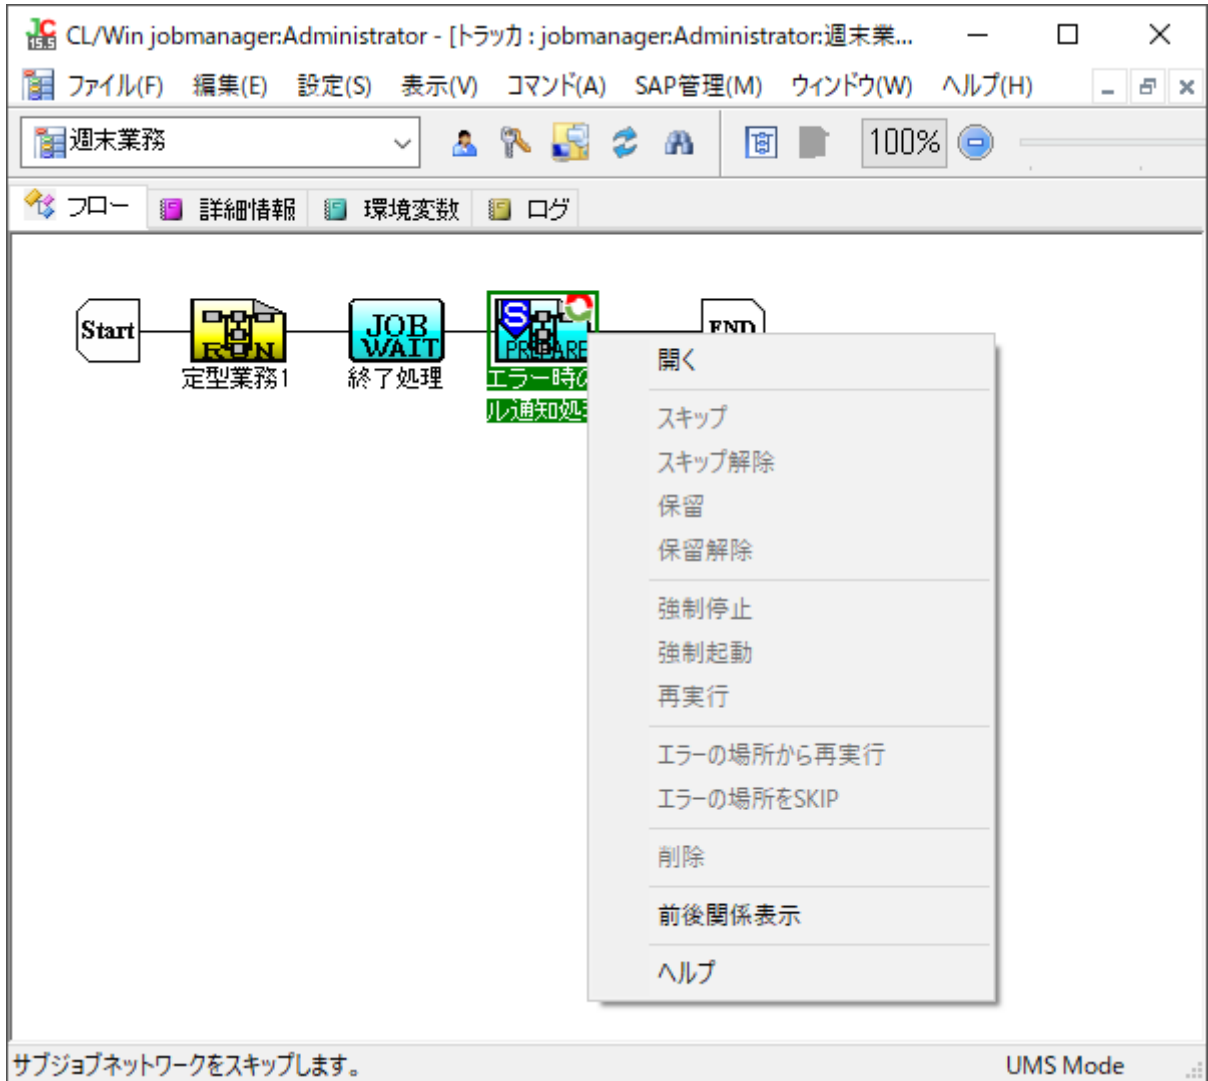 JC
15.5
CL/Win jobmanager:Administrator - [トラッカ : jobmanager:Administrator:週末業...
ファイル(F) 編集(E) 設定(S) 表示(V) コマンド(A) SAP管理(M) ウィンドウ(W) ヘルプ(H)
週末業務 100%
フロー 詳細情報 環境変数 ログ
Start
RUN
定型業務1
JOB
WAIT
終了処理
S
PREPARE
エラー時の
ル通知処理
END
開く
スキップ
スキップ解除
保留
保留解除
強制停止
強制起動
再実行
エラーの場所から再実行
エラーの場所をSKIP
削除
前後関係表示
ヘルプ
サブジョブネットワークをスキップします。 UMS Mode